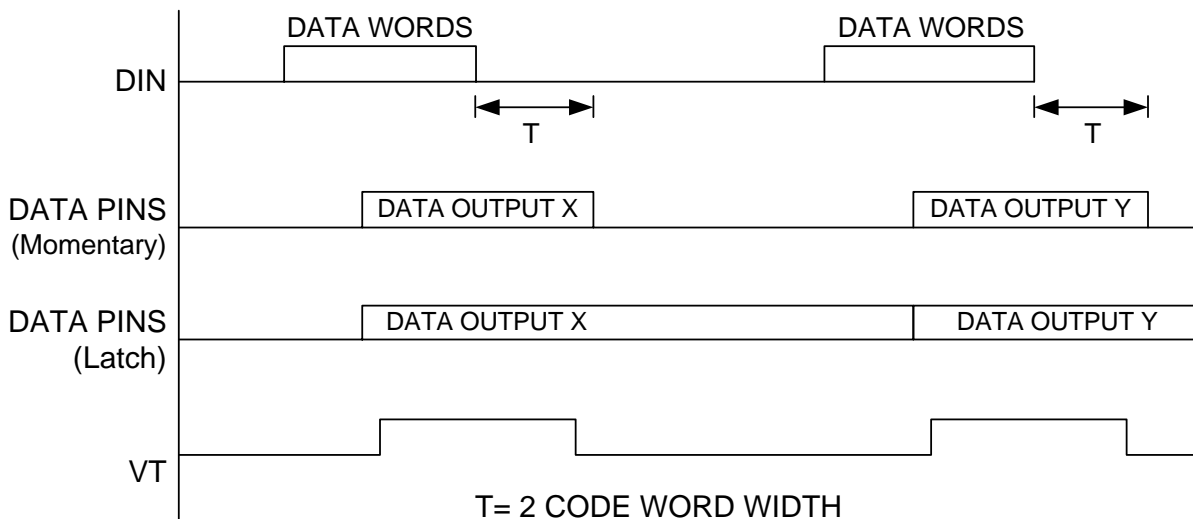 DATA WORDS DATA WORDS
DIN
T T
DATA PINS
(Momentary)
DATA OUTPUT X DATA OUTPUT Y
DATA PINS
(Latch)
DATA OUTPUT X DATA OUTPUT Y
VT
T= 2 CODE WORD WIDTH